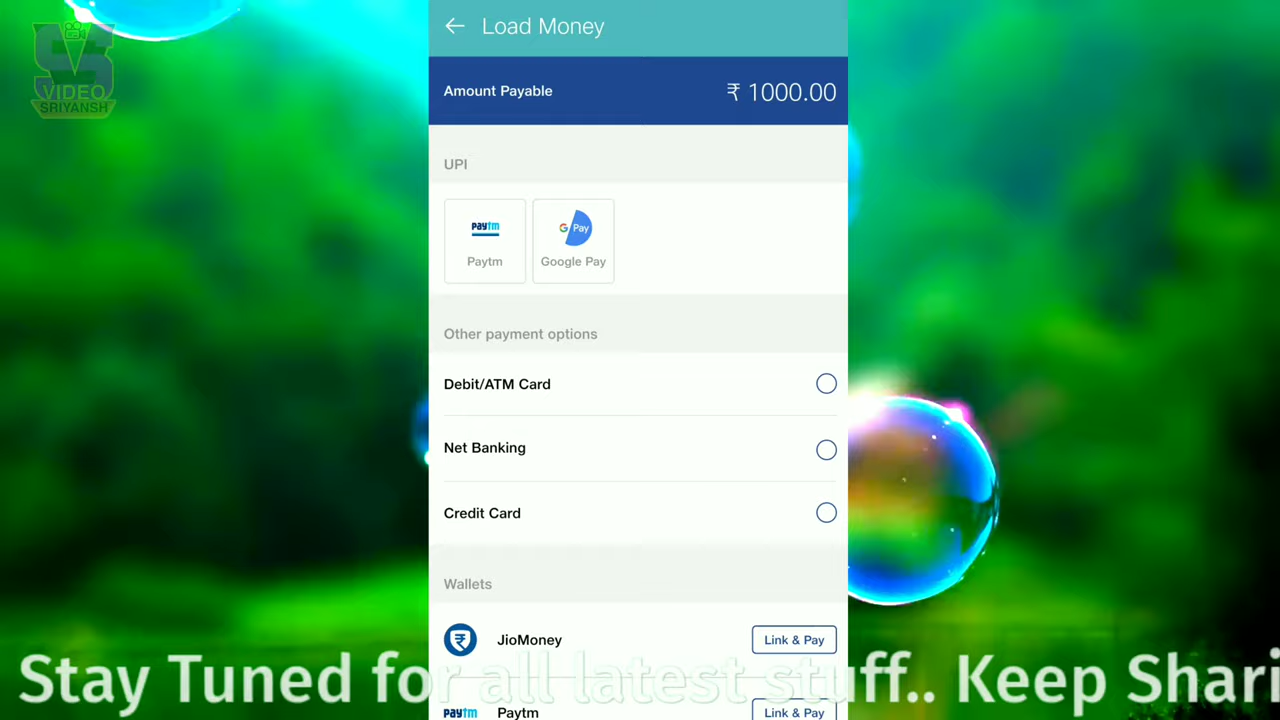 VIDEO
SRIYANSH
Load Money
Amount Payable ₹ 1000.00
UPI
paytm
G Pay
Paytm Google Pay
Other payment options
Debit/ATM Card
Net Banking
Credit Card
Wallets
JioMoney Link & Pay
Stay Tuned for all latest stuff.. Keep Shari
paytm Paytm Link & Pay